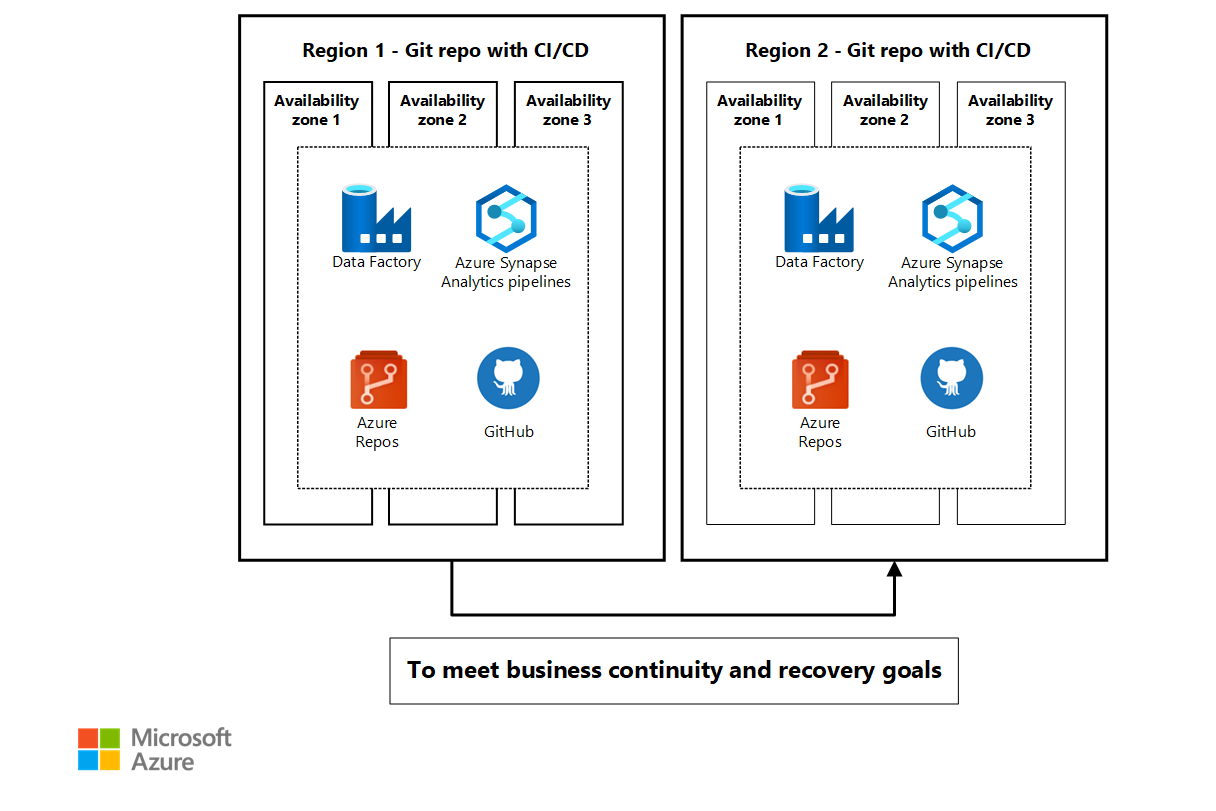 Region 1 - Git repo with CI/CD
Availability
zone 1
Availability
zone 2
Availability
zone 3
Data Factory
Azure Synapse
Analytics pipelines
Azure
Repos
GitHub
Region 2 - Git repo with CI/CD
Availability
zone 1
Availability
zone 2
Availability
zone 3
Data Factory
Azure Synapse
Analytics pipelines
Azure
Repos
GitHub
To meet business continuity and recovery goals
Microsoft
Azure